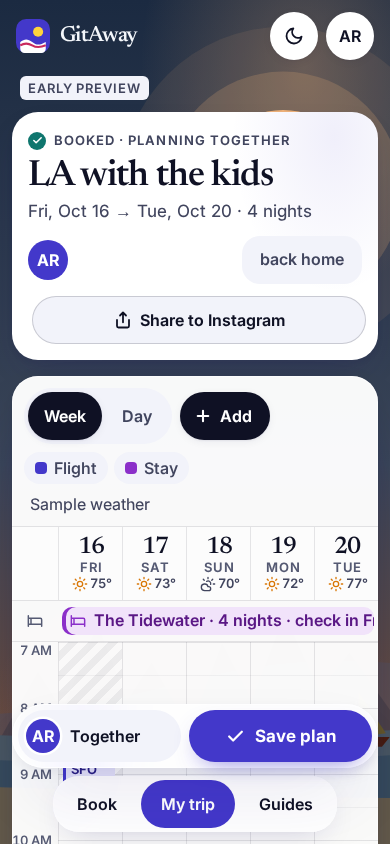 GitAway
AR
EARLY PREVIEW
BOOKED · PLANNING TOGETHER
LA with the kids
Fri, Oct 16 → Tue, Oct 20 · 4 nights
AR
back home
Share to Instagram
Week
Day
+ Add
Flight
Stay
Sample weather
16 17 18 19 20
FRI SAT SUN MON TUE
75° 73° 70° 72° 77°
The Tidewater · 4 nights · check in
7 AM
AR
Together
Save plan
SFO
9 AM
Book
My trip
Guides
10 AM